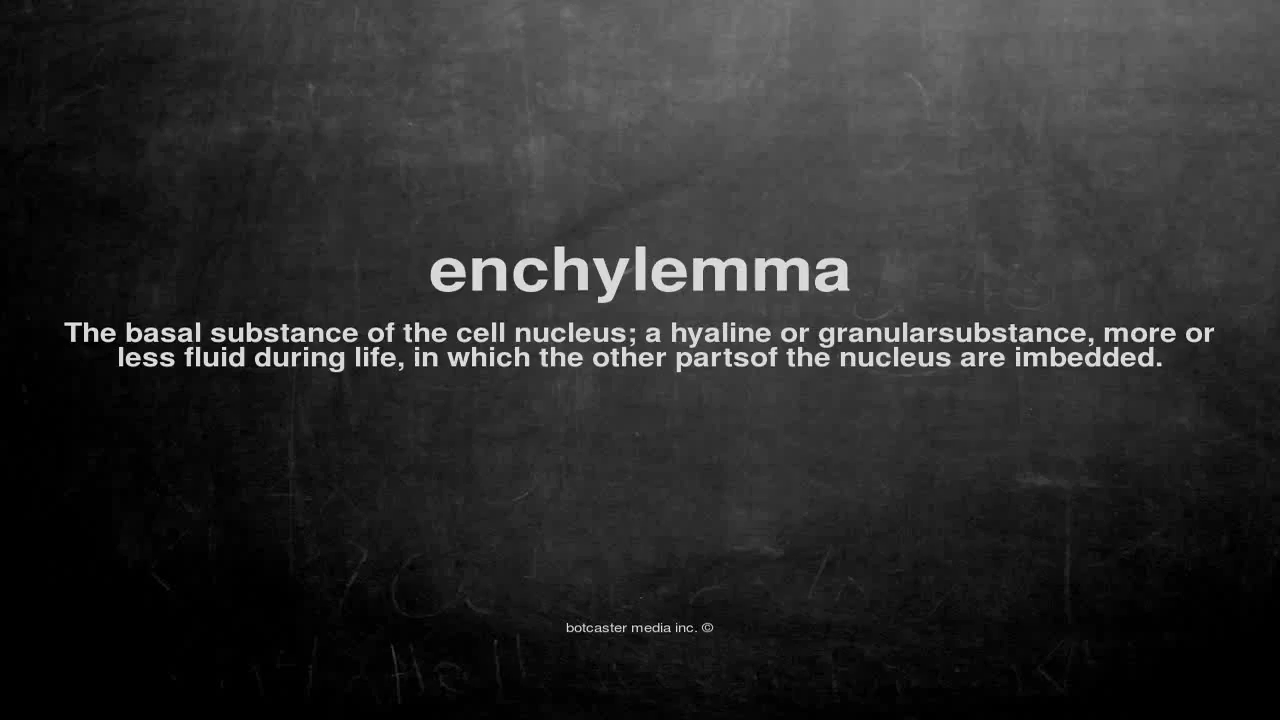 enchylemma
The basal substance of the cell nucleus; a hyaline or granularsubstance, more or
less fluid during life, in which the other partsof the nucleus are imbedded.
botcaster media inc. ©